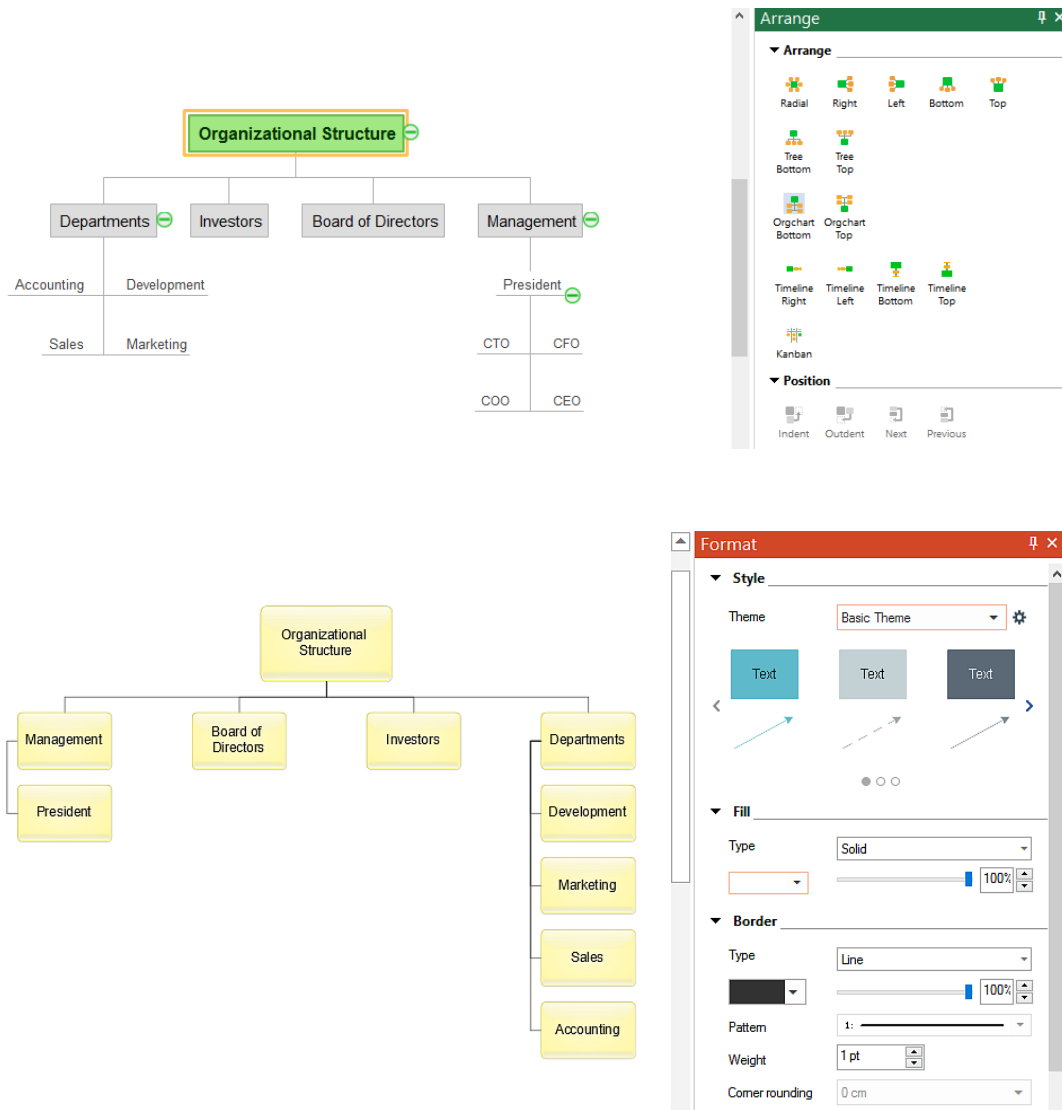 Arrange
Arrange
Radial Right Left Bottom Top
Tree Tree
Bottom Top
Orgchart Orgchart
Bottom Top
Timeline Timeline Timeline Timeline
Right Left Bottom Top
Kanban
Position
Indent Outdent Next Previous
Organizational Structure
Departments Investors Board of Directors Management
Accounting Development
President
Sales Marketing
CTO CFO
COO CEO
Organizational
Structure
Management
Board of
Directors
Investors
Departments
President
Development
Marketing
Sales
Accounting
Format
Style
Theme Basic Theme
Text Text Text
Fill
Type Solid
100%
Border
Type Line
100%
Pattern 1:
Weight 1 pt
Corner rounding 0 cm